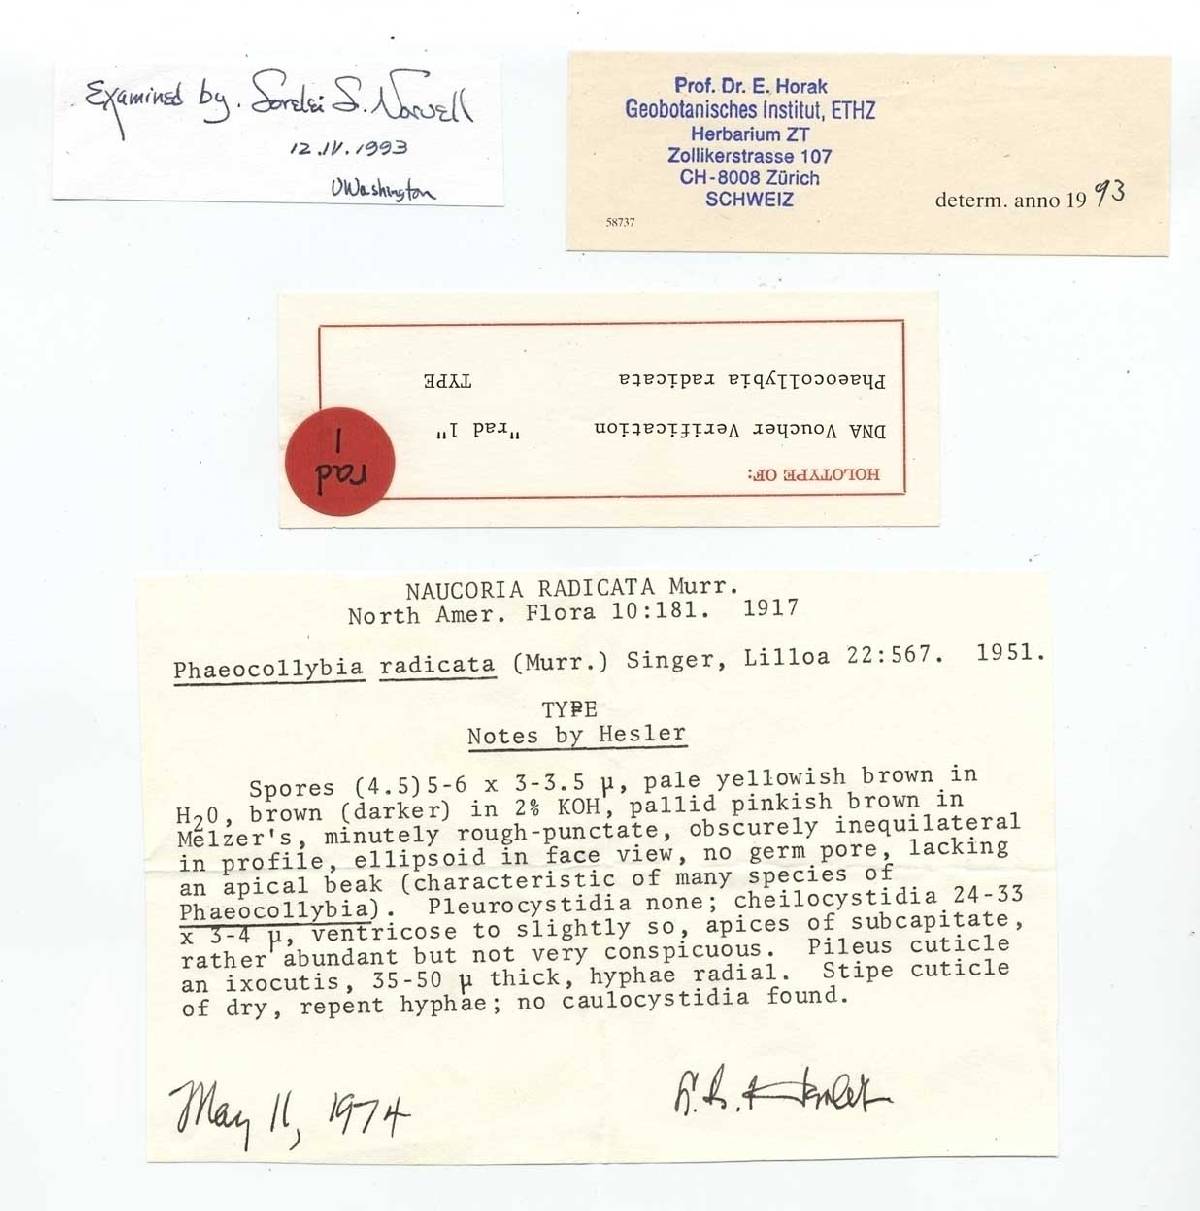 Examined by. Lorelei L. Norvell
12.IV.1993
UWashington
Prof. Dr. E. Horak
Geobotanisches Institut, ETHZ
Herbarium ZT
Zollikerstrasse 107
CH-8008 Zürich
SCHWEIZ
determ. anno 19 93
58737
HOLOTYPE OF:
DNA Voucher Verification "rad 1"
Phaeocollybia radicata TYPE
rad
1
NAUCORIA RADICATA Murr.
North Amer. Flora 10:181. 1917
Phaeocollybia radicata (Murr.) Singer, Lilloa 22:567. 1951.
TYPE
Notes by Hesler
Spores (4.5)5-6 x 3-3.5 µ, pale yellowish brown in
H2O, brown (darker) in 2% KOH, pallid pinkish brown in
Melzer's, minutely rough-punctate, obscurely inequilateral
in profile, ellipsoid in face view, no germ pore, lacking
an apical beak (characteristic of many species of
Phaeocollybia). Pleurocystidia none; cheilocystidia 24-33
x 3-4 µ, ventricose to slightly so, apices of subcapitate,
rather abundant but not very conspicuous. Pileus cuticle
an ixocutis, 35-50 µ thick, hyphae radial. Stipe cuticle
of dry, repent hyphae; no caulocystidia found.
May 11, 1974